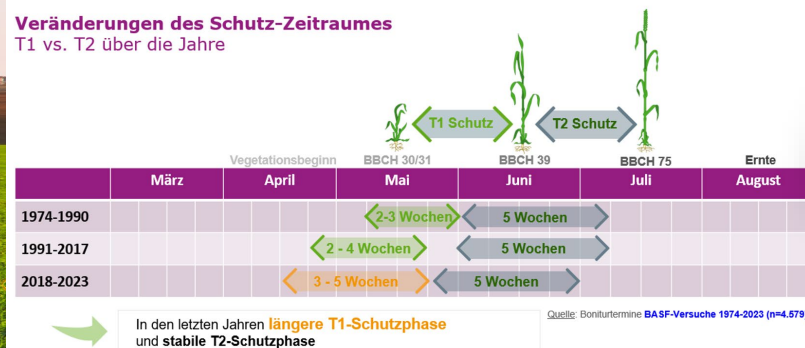 Veränderungen des Schutz-Zeitraumes
T1 vs. T2 über die Jahre
T1 Schutz
T2 Schutz
Vegetationsbeginn
BBCH 30/31
BBCH 39
BBCH 75
Ernte
März April Mai Juni Juli August
1974-1990 2-3 Wochen 5 Wochen
1991-2017 2 - 4 Wochen 5 Wochen
2018-2023 3 - 5 Wochen 5 Wochen
In den letzten Jahren längere T1-Schutzphase
und stabile T2-Schutzphase
Quelle: Boniturtermine BASF-Versuche 1974-2023 (n=4.579